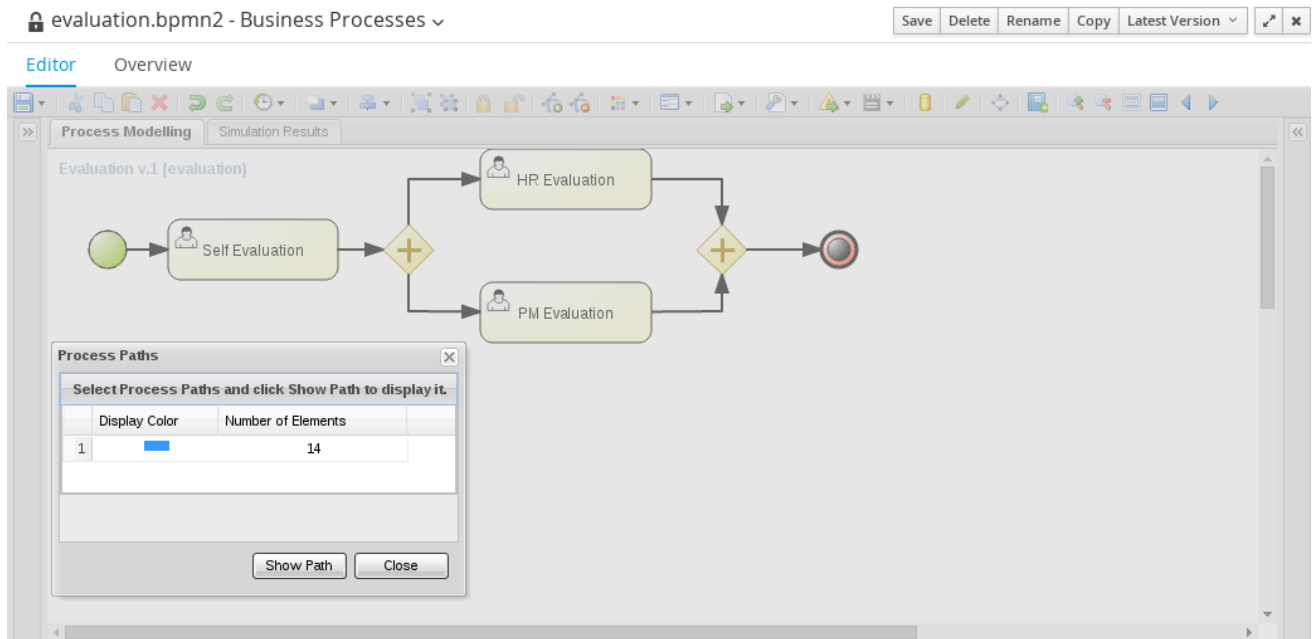 evaluation.bpmn2 - Business Processes
Save Delete Rename Copy Latest Version
Editor Overview
Process Modelling Simulation Results
Evaluation v.1 (evaluation)
HR Evaluation
Self Evaluation
PM Evaluation
Process Paths
Select Process Paths and click Show Path to display it.
Display Color Number of Elements
1 14
Show Path Close